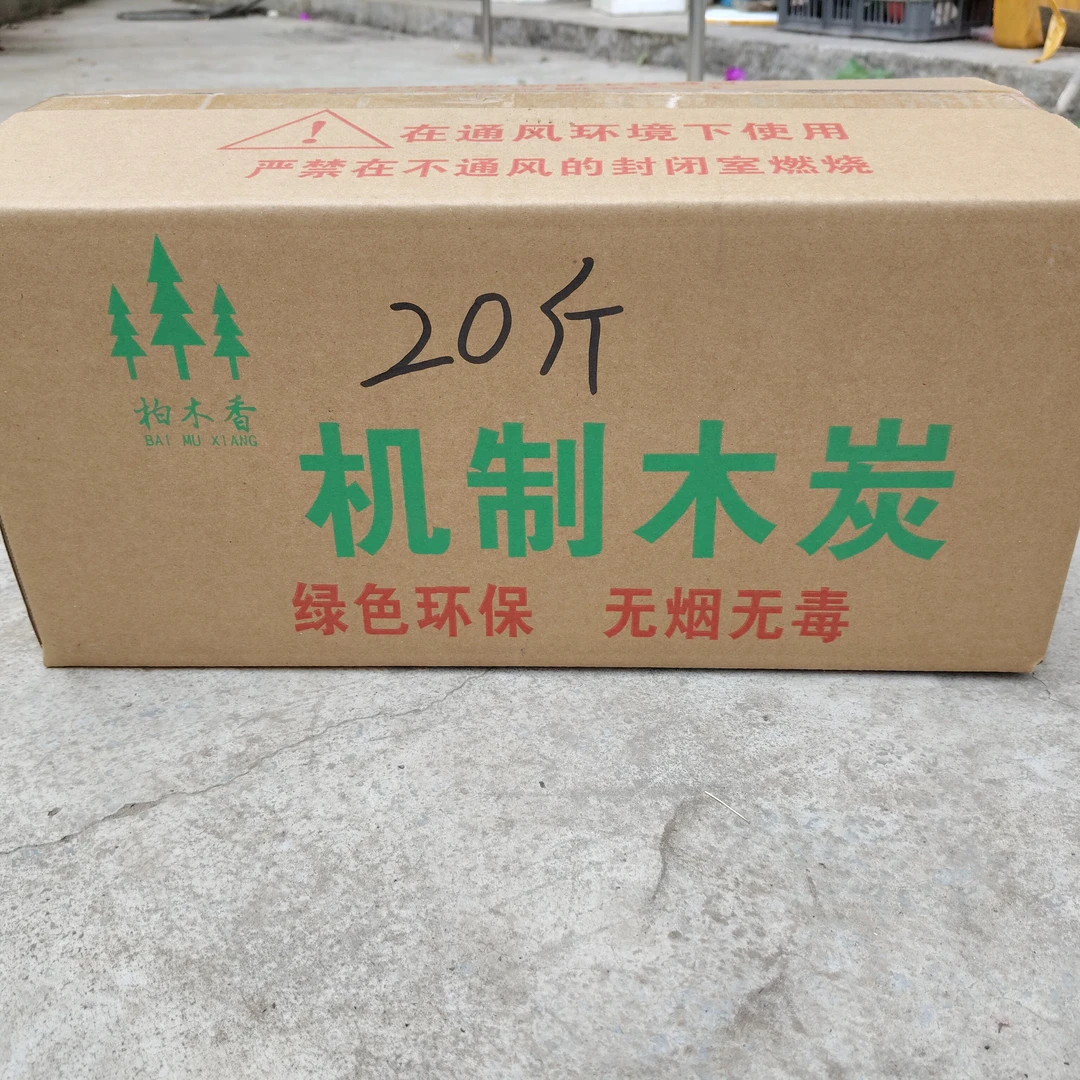 在通风环境下使用
严禁在不通风的封闭室燃烧
20斤
柏木香
BAI MU XIANG
机制木炭
绿色环保 无烟无毒